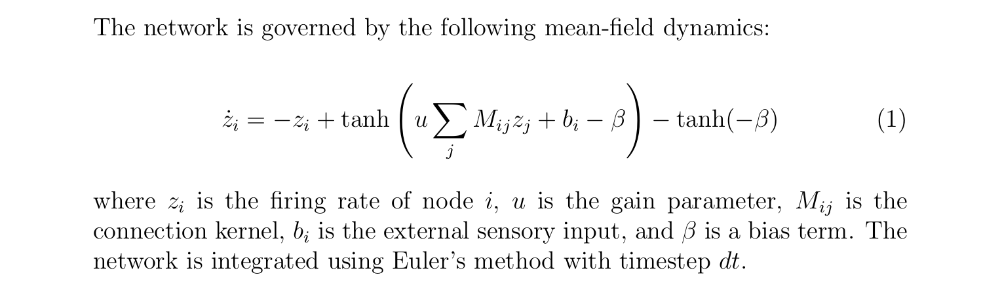 The network is governed by the following mean-field dynamics:
$$\dot{z}_i = -z_i + \tanh\left(u \sum_j M_{ij} z_j + b_i - \beta\right) - \tanh(-\beta) \quad (1)$$
where $z_i$ is the firing rate of node $i$, $u$ is the gain parameter, $M_{ij}$ is the
connection kernel, $b_i$ is the external sensory input, and $\beta$ is a bias term. The
network is integrated using Euler's method with timestep $dt$.